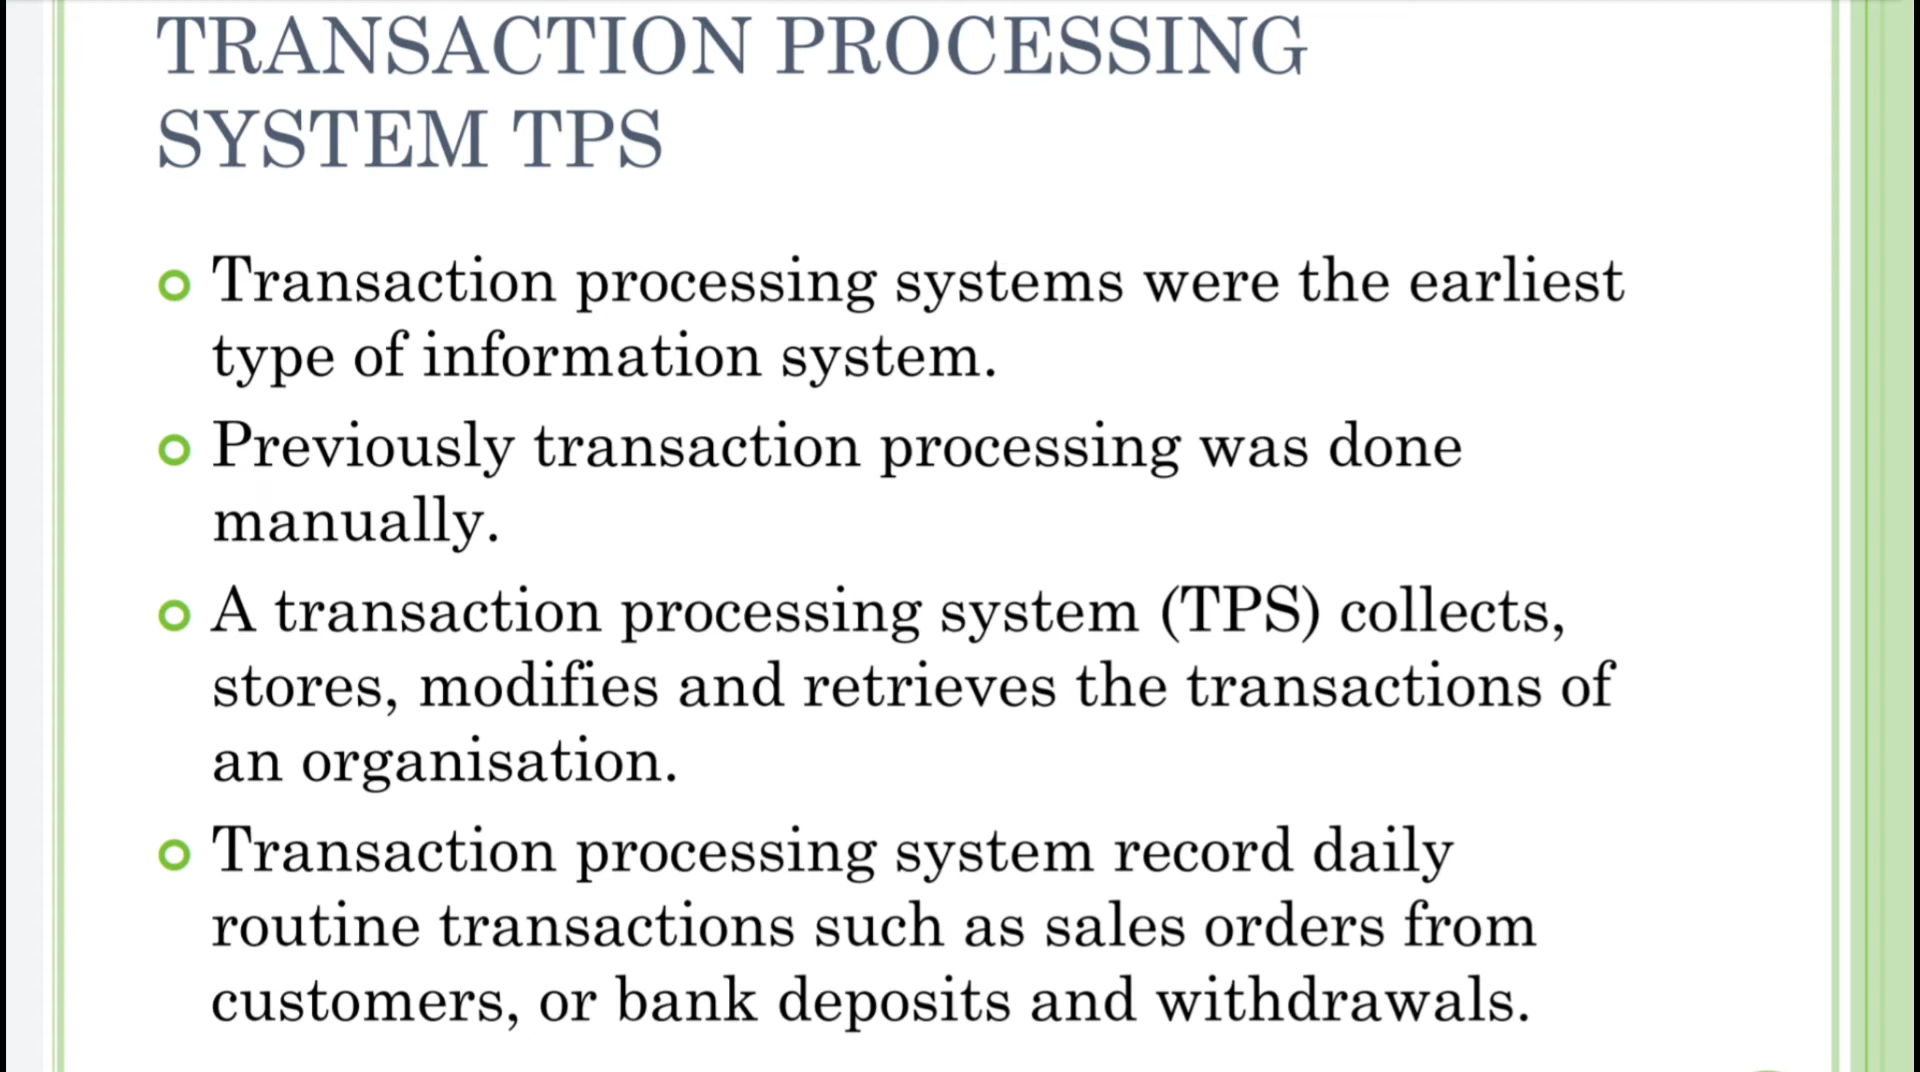 TRANSACTION PROCESSING
SYSTEM TPS
Transaction processing systems were the earliest
type of information system.
Previously transaction processing was done
manually.
A transaction processing system (TPS) collects,
stores, modifies and retrieves the transactions of
an organisation.
Transaction processing system record daily
routine transactions such as sales orders from
customers, or bank deposits and withdrawals.